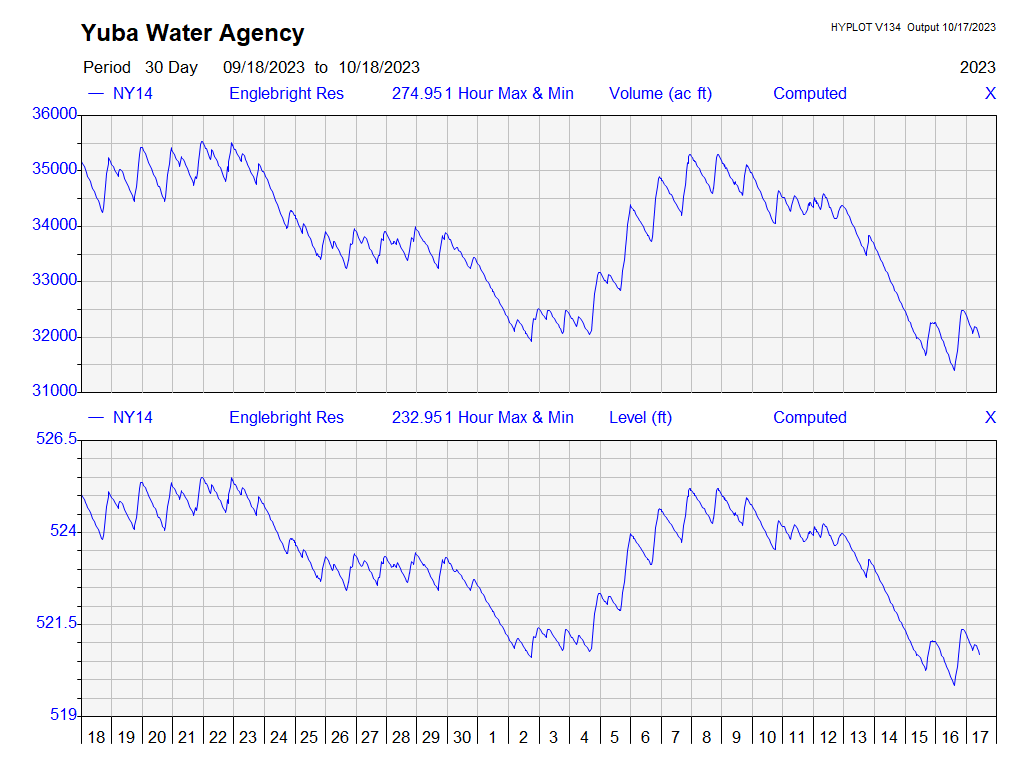 Yuba Water Agency
HYPLOT V134 Output 10/17/2023
Period 30 Day 09/18/2023 to 10/18/2023 2023
NY14 Englebright Res 274.951 Hour Max & Min Volume (ac ft) Computed X
36000
35000
34000
33000
32000
31000
NY14 Englebright Res 232.951 Hour Max & Min Level (ft) Computed X
526.5
524
521.5
519
18 19 20 21 22 23 24 25 26 27 28 29 30 1 2 3 4 5 6 7 8 9 10 11 12 13 14 15 16 17